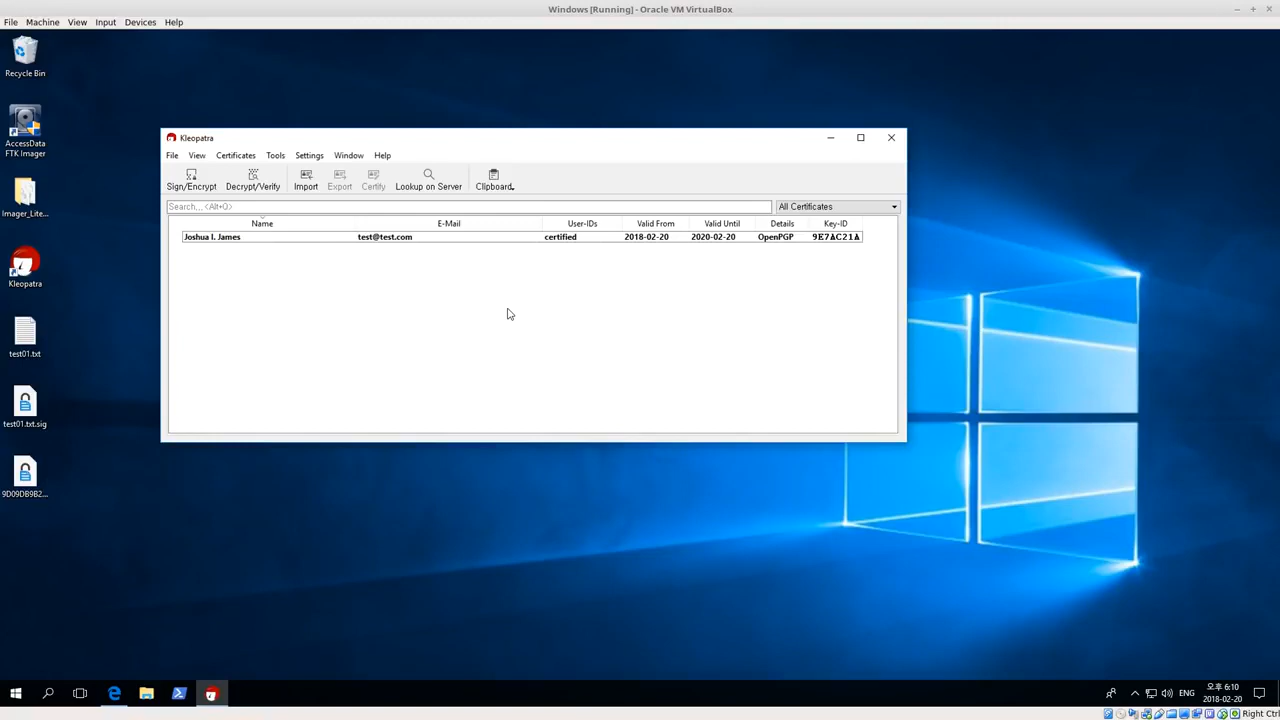 Windows [Running] - Oracle VM VirtualBox
File Machine View Input Devices Help
Recycle Bin
AccessData
FTK Imager
Imager_Lite...
Kleopatra
test01.txt
test01.txt.sig
9D09DB9B2...
Kleopatra
File View Certificates Tools Settings Window Help
Sign/Encrypt Decrypt/Verify Import Export Certify Lookup on Server Clipboard
Search...<Alt+Q> All Certificates
Name E-Mail User-IDs Valid From Valid Until Details Key-ID
Joshua I. James test@test.com certified 2018-02-20 2020-02-20 OpenPGP 9E7AC21A
ENG
오후 6:10
2018-02-20
Right Ctrl